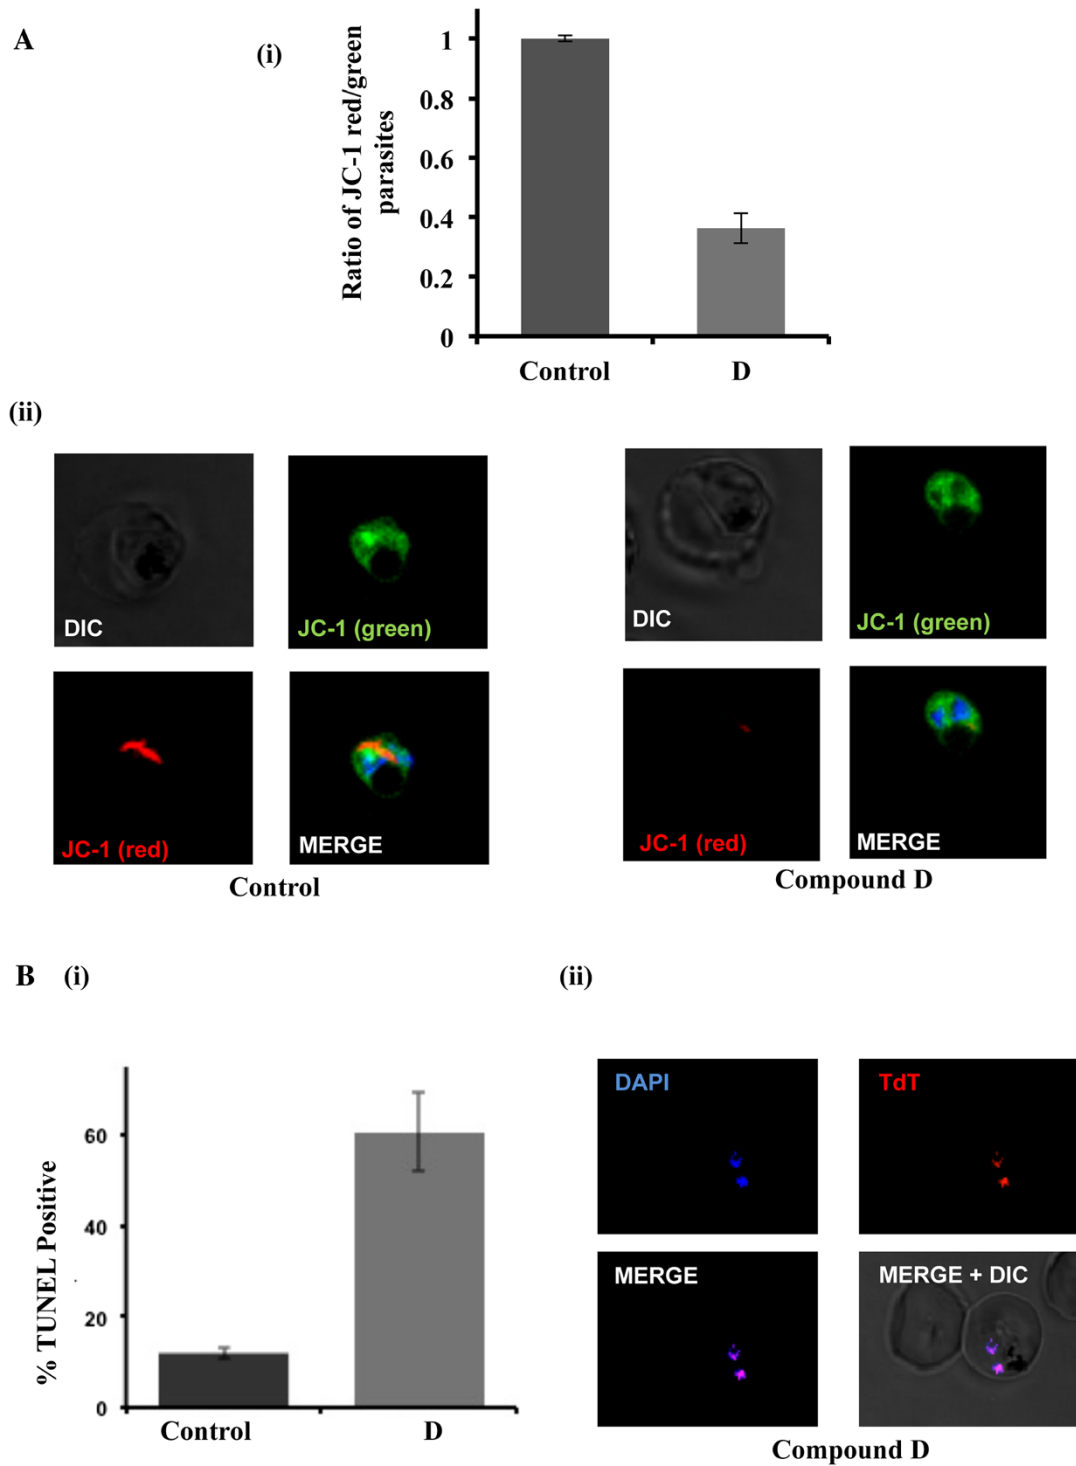 A
(i)
Ratio of JC-1 red/green
parasites
1
0.8
0.6
0.4
0.2
0
Control
D
(ii)
DIC
JC-1 (green)
JC-1 (red)
MERGE
Control
DIC
JC-1 (green)
JC-1 (red)
MERGE
Compound D
B
(i)
% TUNEL Positive
60
40
20
0
Control
D
(ii)
DAPI
TdT
MERGE
MERGE + DIC
Compound D